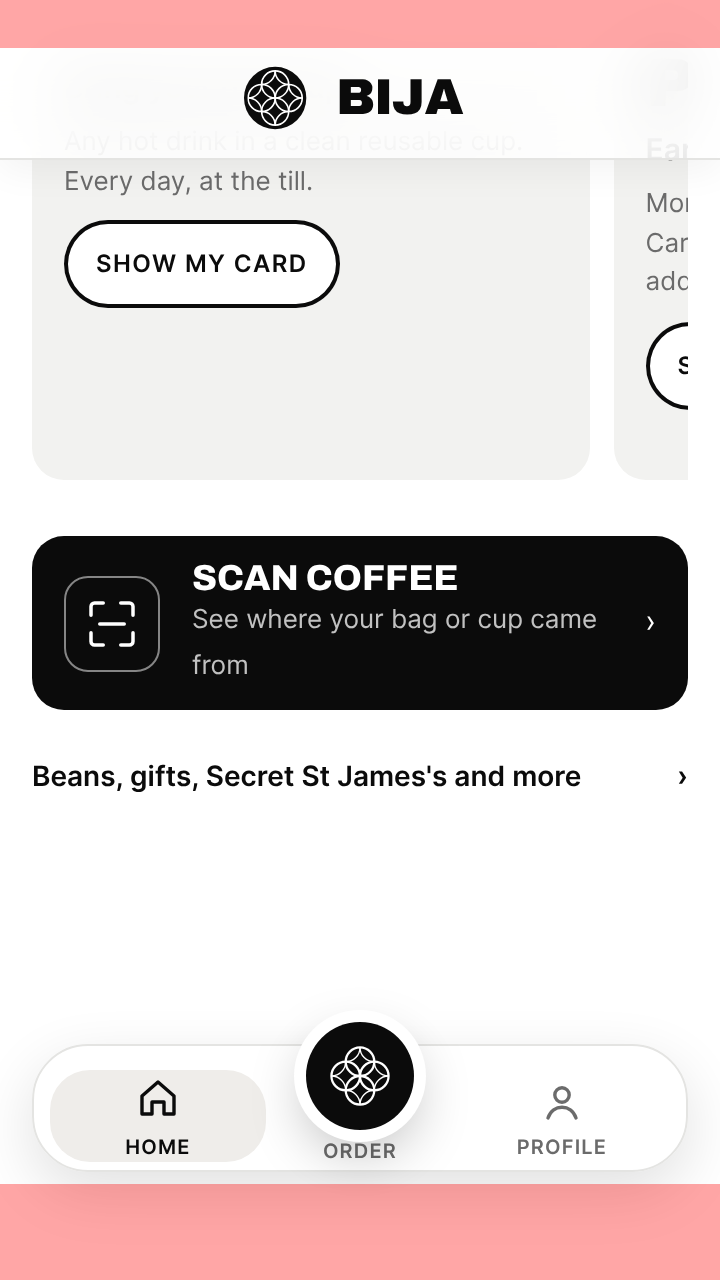 BIJA
Any hot drink in a clean reusable cup.
Every day, at the till.
SHOW MY CARD
SCAN COFFEE
See where your bag or cup came
from
›
Beans, gifts, Secret St James's and more
›
HOME
ORDER
PROFILE